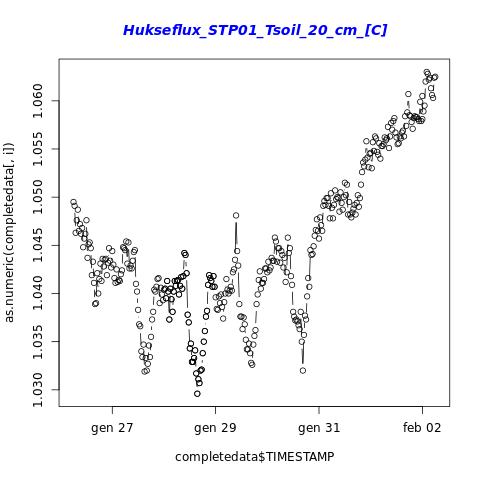 Hukseflux_STP01_Tsoil_20_cm_[C]
as.numeric(completedata[, i])
1.060
1.055
1.050
1.045
1.040
1.035
1.030
gen 27
gen 29
gen 31
feb 02
completedata$TIMESTAMP